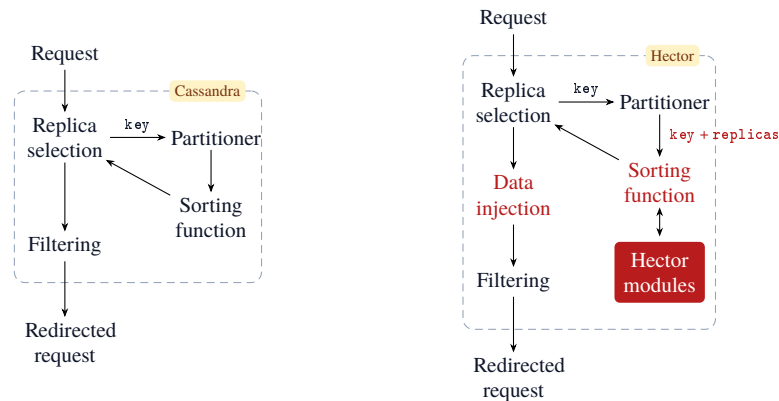 Request
Cassandra
Replica
selection
key
Partitioner
Sorting
function
Filtering
Redirected
request
Request
Hector
Replica
selection
key
Partitioner
key + replicas
Data
injection
Sorting
function
Hector
modules
Filtering
Redirected
request